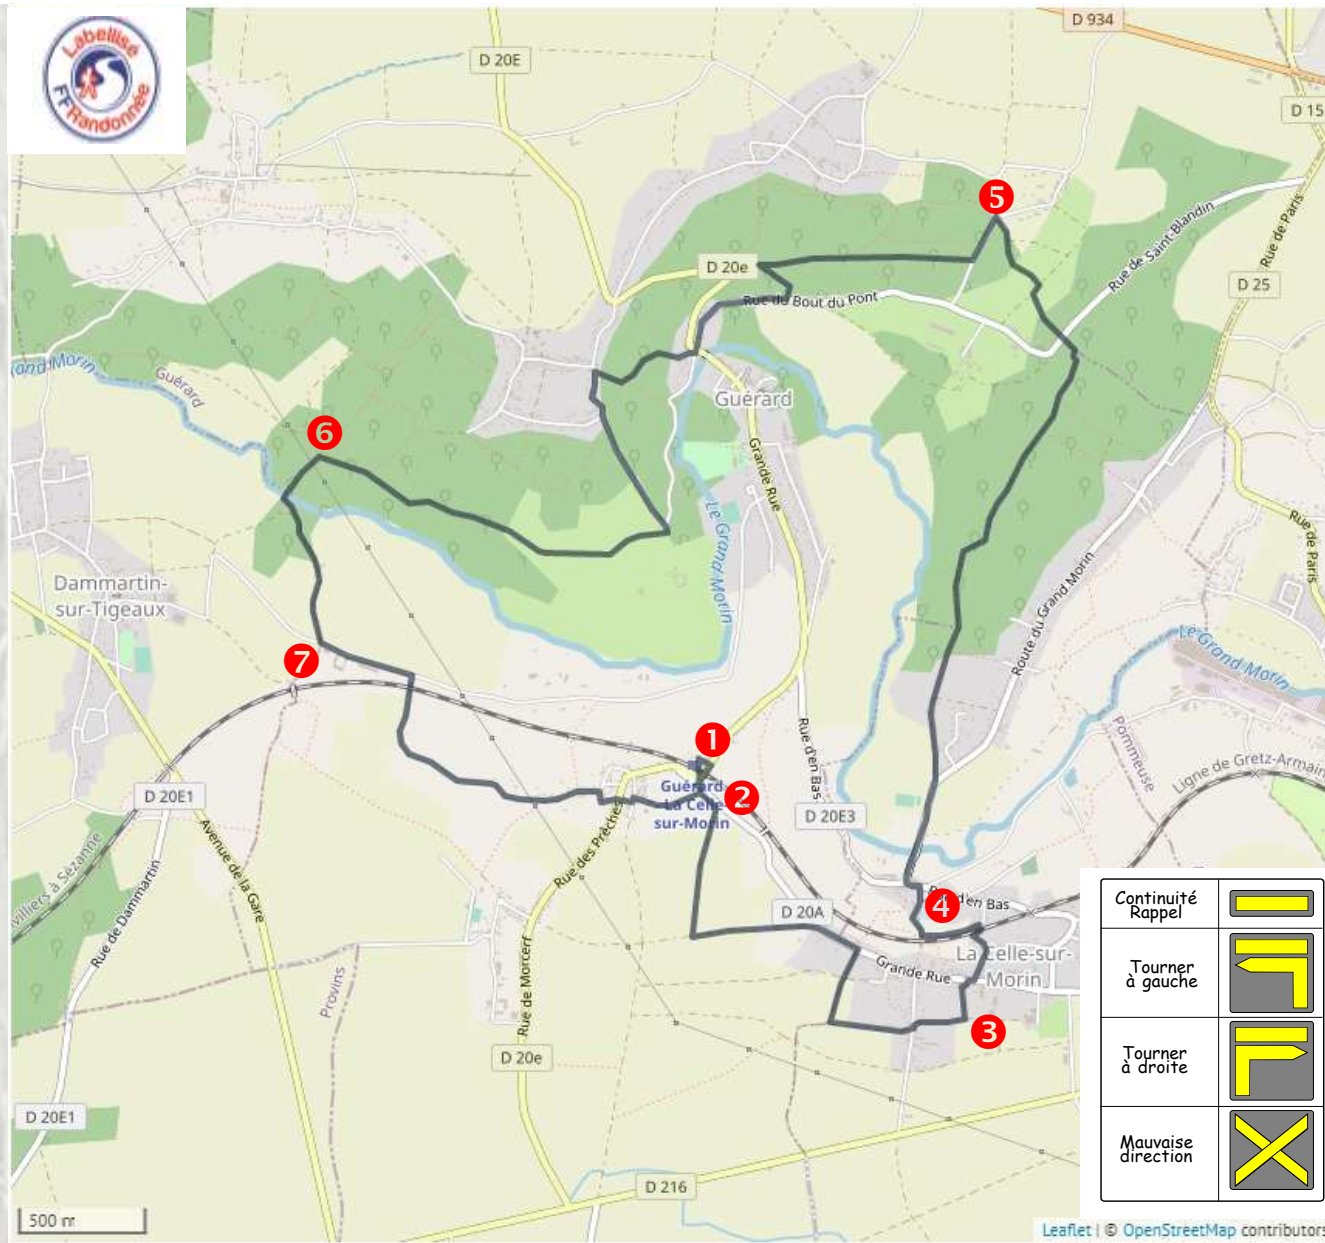 Labellisé
FFRandonnée
D 934
D 20E
D 15
5
Rue de Saint-Blandin
Rue de Paris
D 20e
D 25
Rue du Bout du Pont
Grand Morin
Guérard
Guérard
6
Grande Rue
Le Grand Morin
Rue de Paris
Dammartin-
sur-Tigeaux
Route du Grand Morin
Le Grand Morin
7
Rue d'en Bas
Pommeuse
1
Ligne de Gretz-Armain
Guérard
La Celle
sur-Morin
2
D 20E1
D 20E3
Avenue de la Gare
Rue des Prêches
villiers à Sézanne
Rue de Dammartin
4
d'en Bas
D 20A
Rue de Morcerf
Grande Rue
La Celle-sur-
Morin
Provins
3
D 20e
D 20E1
D 216
Continuité
Rappel
Tourner
à gauche
Tourner
à droite
Mauvaise
direction
500 m
Leaflet | © OpenStreetMap contributors